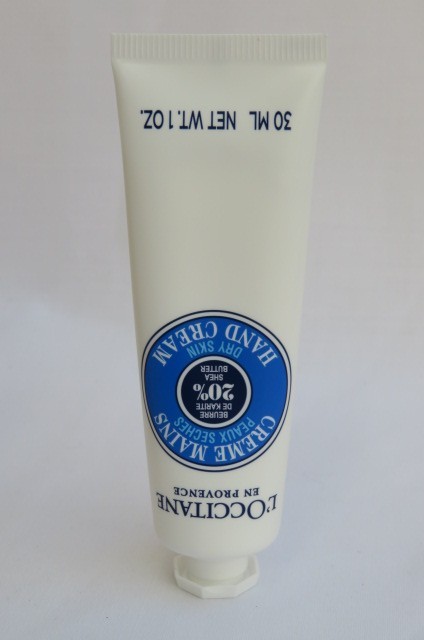 L'OCCITANE
EN PROVENCE
CREME MAINS
PEAUX SECHES
BEURRE
DE KARITE
20%
SHEA
BUTTER
DRY SKIN
HAND CREAM
30 ML NET WT. 1 OZ.